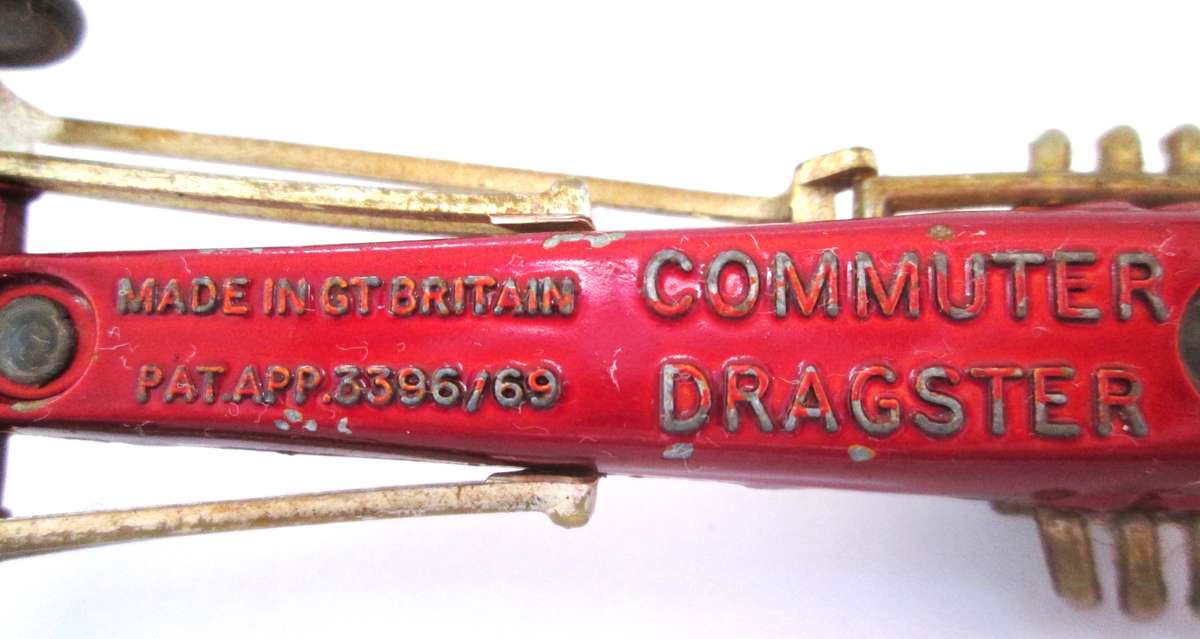 MADE IN GT BRITAIN
PAT.APP.3396/69
COMMUTER
DRAGSTER